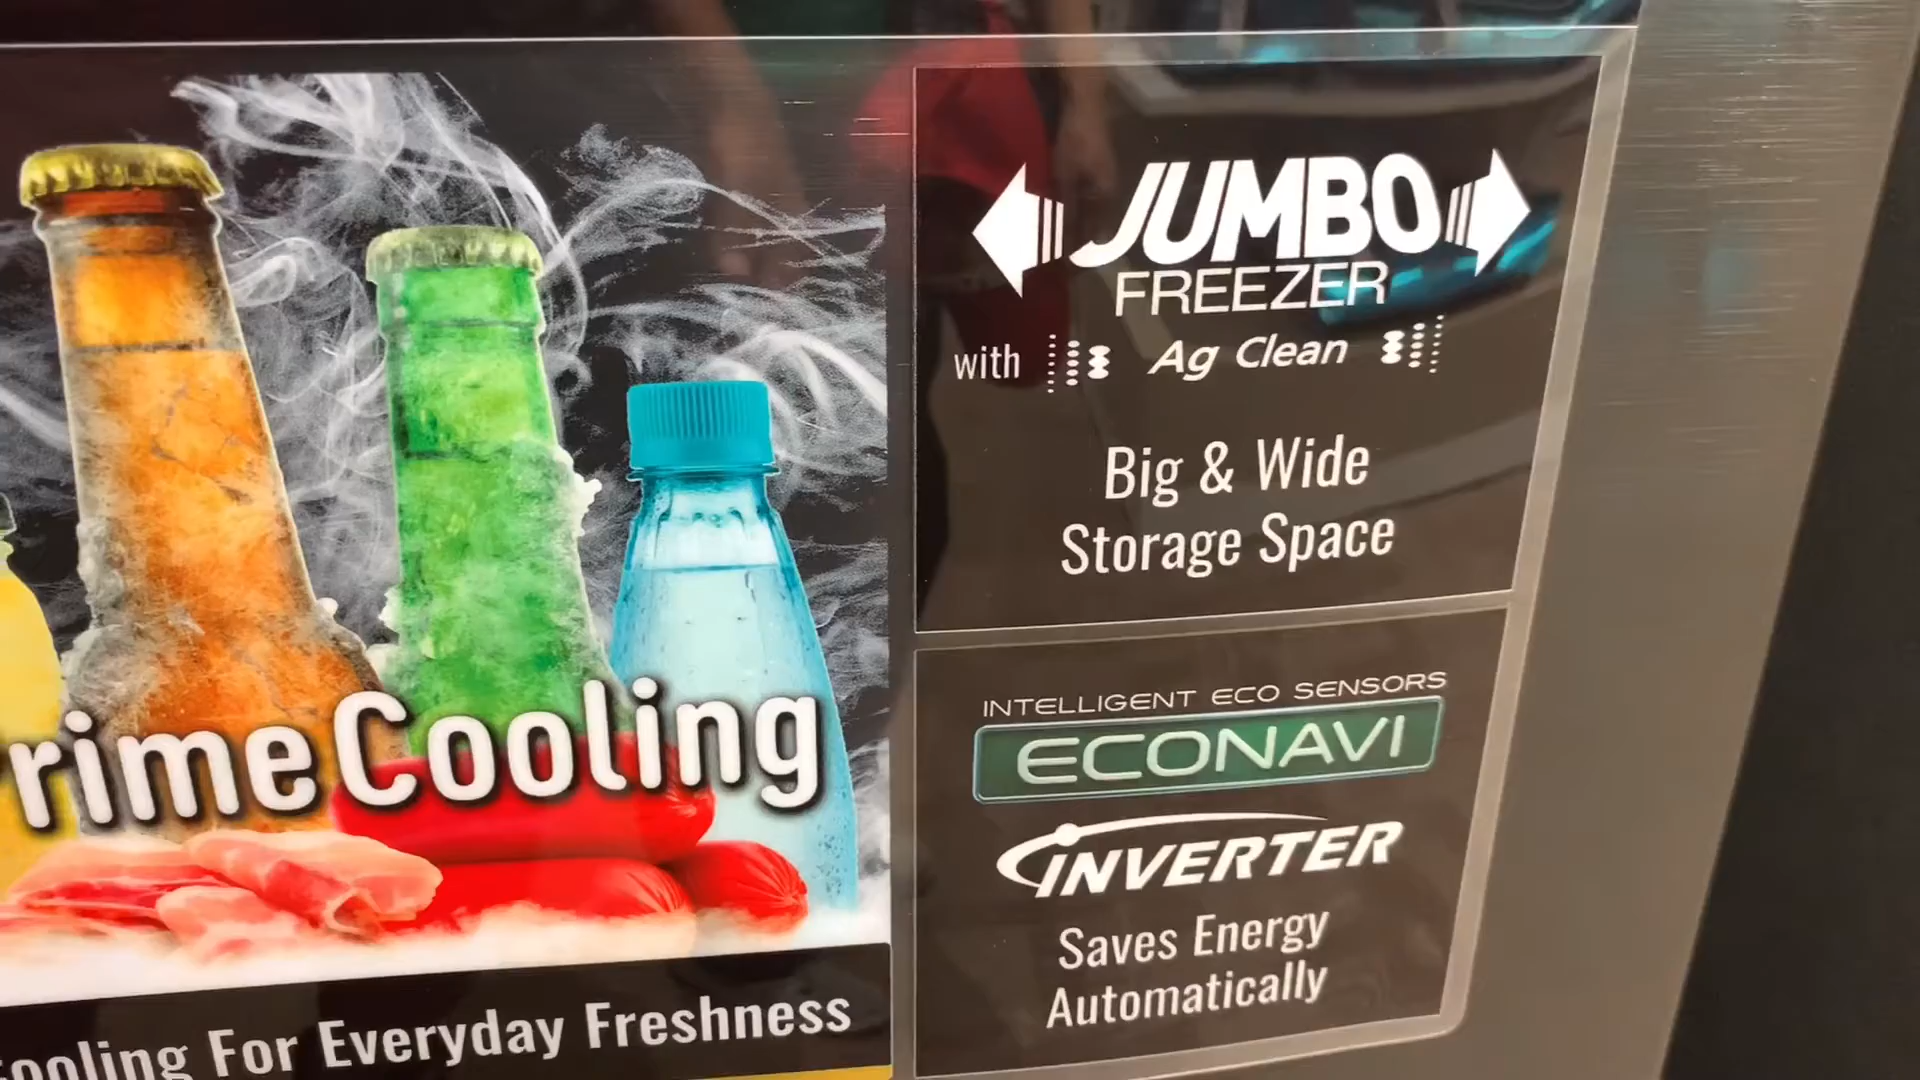 rime Cooling
ooling For Everyday Freshness
JUMBO
FREEZER
with Ag Clean
Big & Wide
Storage Space
INTELLIGENT ECO SENSORS
ECONAVI
INVERTER
Saves Energy
Automatically